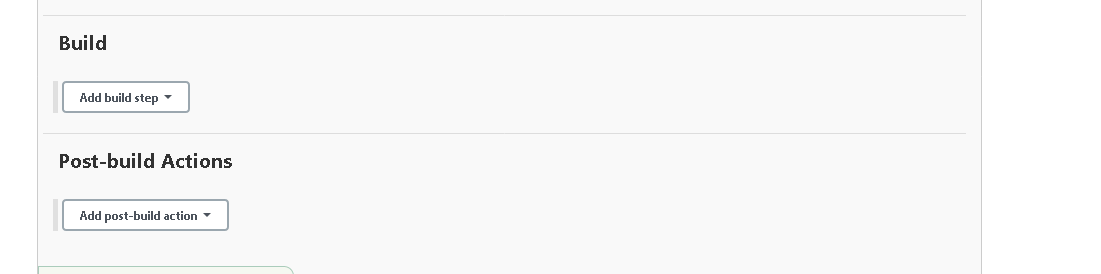 Build
Add build step
Post-build Actions
Add post-build action